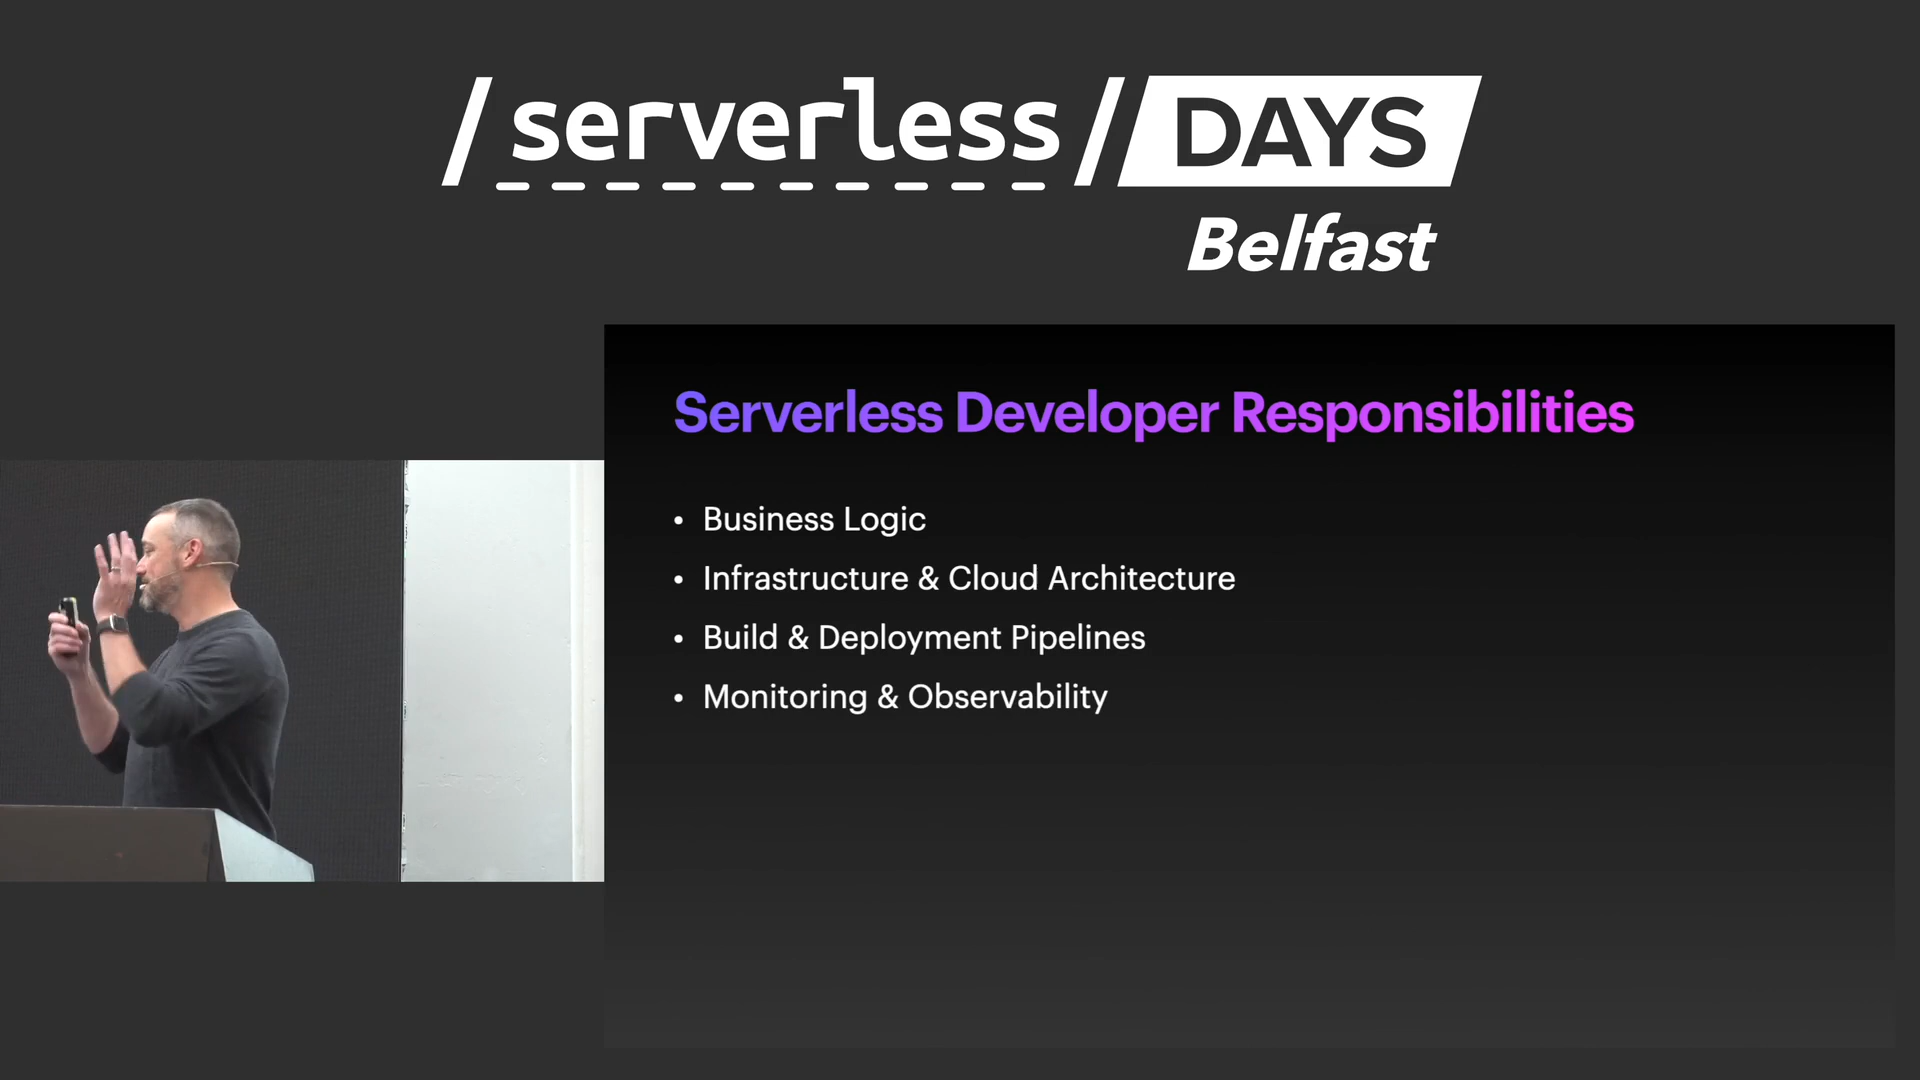 /serverless/DAYS
Belfast
Serverless Developer Responsibilities
• Business Logic
• Infrastructure & Cloud Architecture
• Build & Deployment Pipelines
• Monitoring & Observability